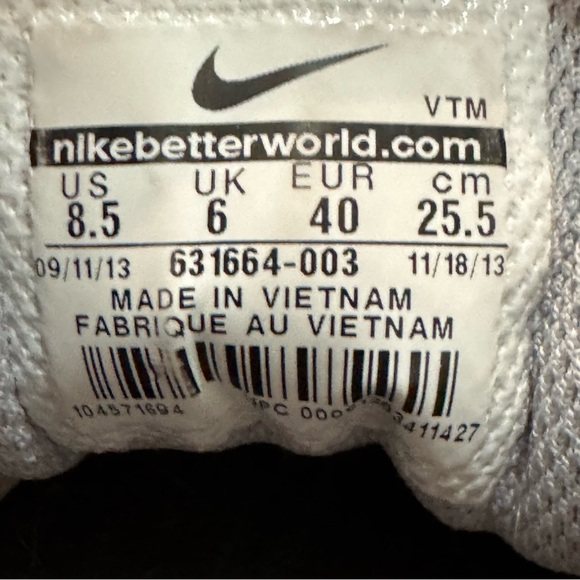 VTM
nikebetterworld.com
US UK EUR cm
8.5 6 40 25.5
09/11/13 631664-003 11/18/13
MADE IN VIETNAM
FABRIQUE AU VIETNAM
104571694